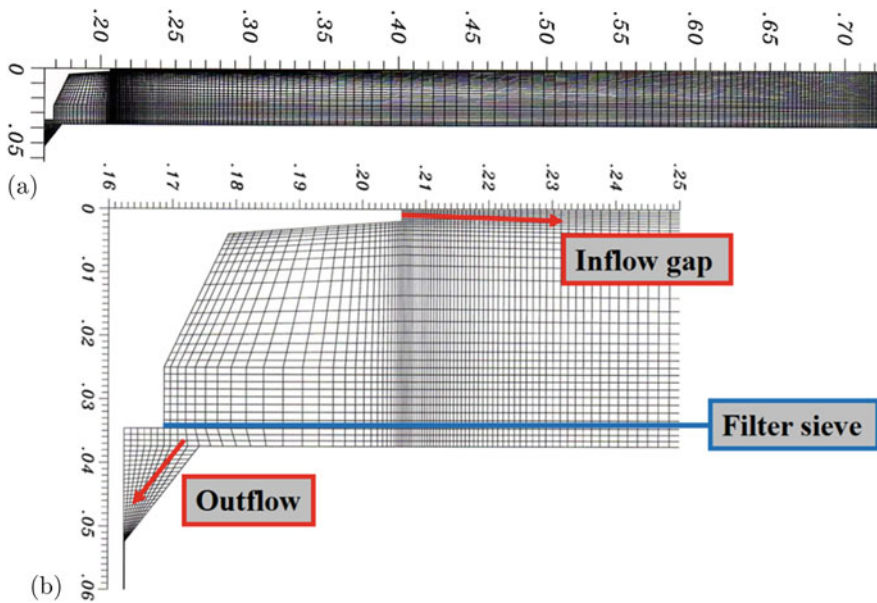 .20 .25 .30 .35 .40 .45 .50 .55 .60 .65 .70
0
.05
(a)
.16 .17 .18 .19 .20 .21 .22 .23 .24 .25
0
.01
.02
.03
.04
.05
.06
Inflow gap
Filter sieve
Outflow
(b)